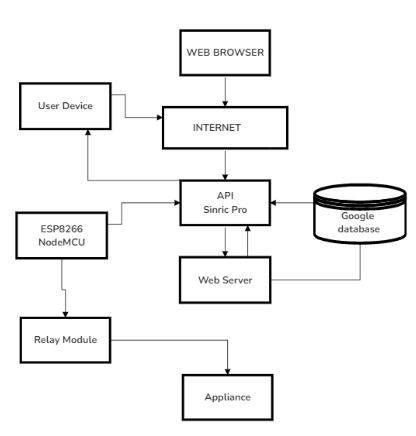 WEB BROWSER
User Device
INTERNET
API
Sinric Pro
Google
database
ESP8266
NodeMCU
Web Server
Relay Module
Appliance